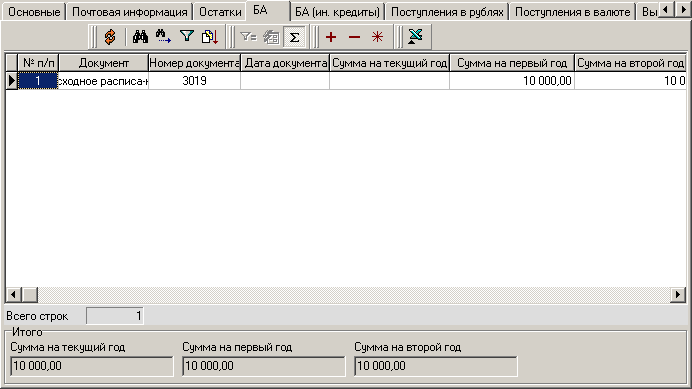 Основные Почтовая информация Остатки БА БА (ин. кредиты) Поступления в рублях Поступления в валюте Вы
№ п/п Документ Номер документа Дата документа Сумма на текущий год Сумма на первый год Сумма на второй год
1 сходное расписа-н 3019 10 000,00 10 0
Всего строк 1
Итого
Сумма на текущий год Сумма на первый год Сумма на второй год
10 000,00 10 000,00 10 000,00